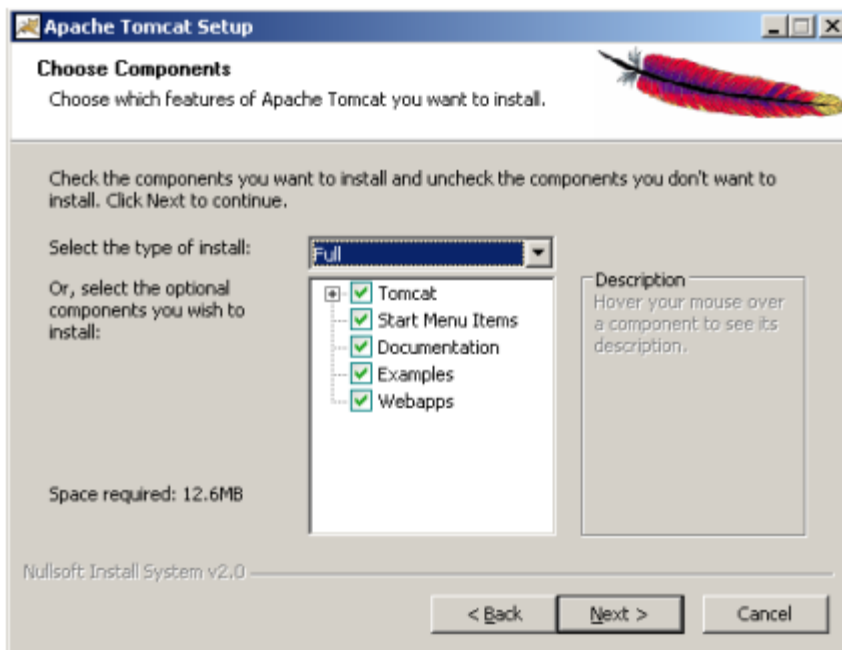 Apache Tomcat Setup
Choose Components
Choose which features of Apache Tomcat you want to install.
Check the components you want to install and uncheck the components you don't want to
install. Click Next to continue.
Select the type of install:
Full
Or, select the optional
components you wish to
install:
Tomcat
Start Menu Items
Documentation
Examples
Webapps
Description
Hover your mouse over
a component to see its
description.
Space required: 12.6MB
Nullsoft Install System v2.0
< Back
Next >
Cancel